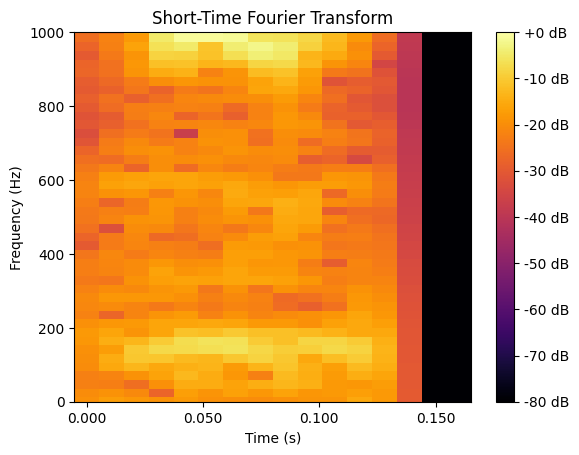 Short-Time Fourier Transform
Frequency (Hz)
1000
800
600
400
200
0
0.000
0.050
0.100
0.150
Time (s)
+0 dB
-10 dB
-20 dB
-30 dB
-40 dB
-50 dB
-60 dB
-70 dB
-80 dB